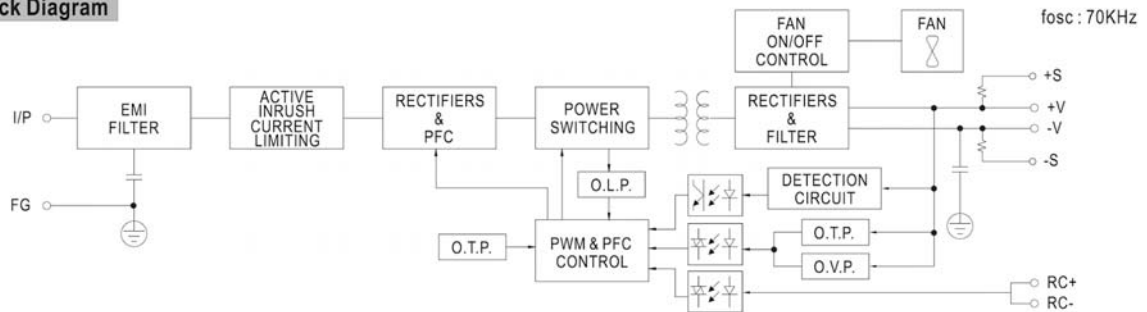 ck Diagram
fosc : 70KHz
FAN
ON/OFF
CONTROL
FAN
I/P
EMI
FILTER
ACTIVE
INRUSH
CURRENT
LIMITING
RECTIFIERS
&
PFC
POWER
SWITCHING
RECTIFIERS
&
FILTER
+S
+V
-V
-S
FG
O.L.P.
DETECTION
CIRCUIT
O.T.P.
PWM & PFC
CONTROL
O.T.P.
O.V.P.
RC+
RC-